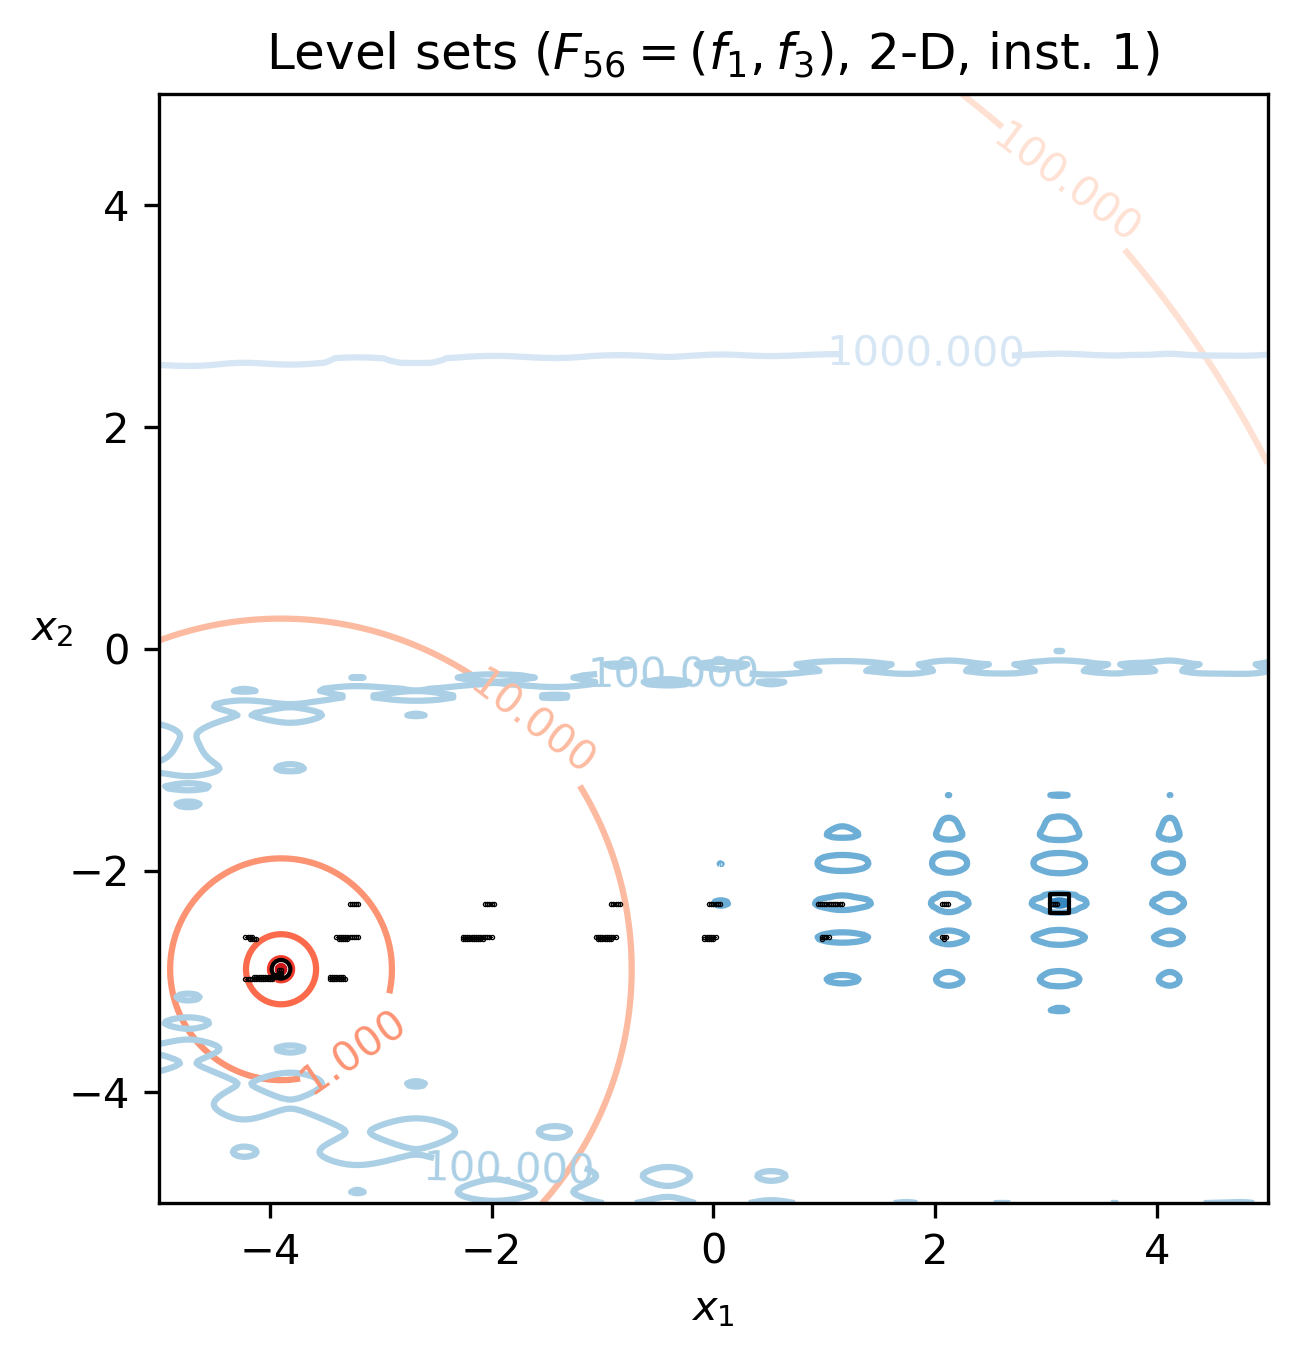 Level sets (F56 = (f1, f3), 2-D, inst. 1)
100.000
4
1000.000
2
x2
0
100.000
10.000
−2
1.000
−4
100.000
−4 −2 0 2 4
x1